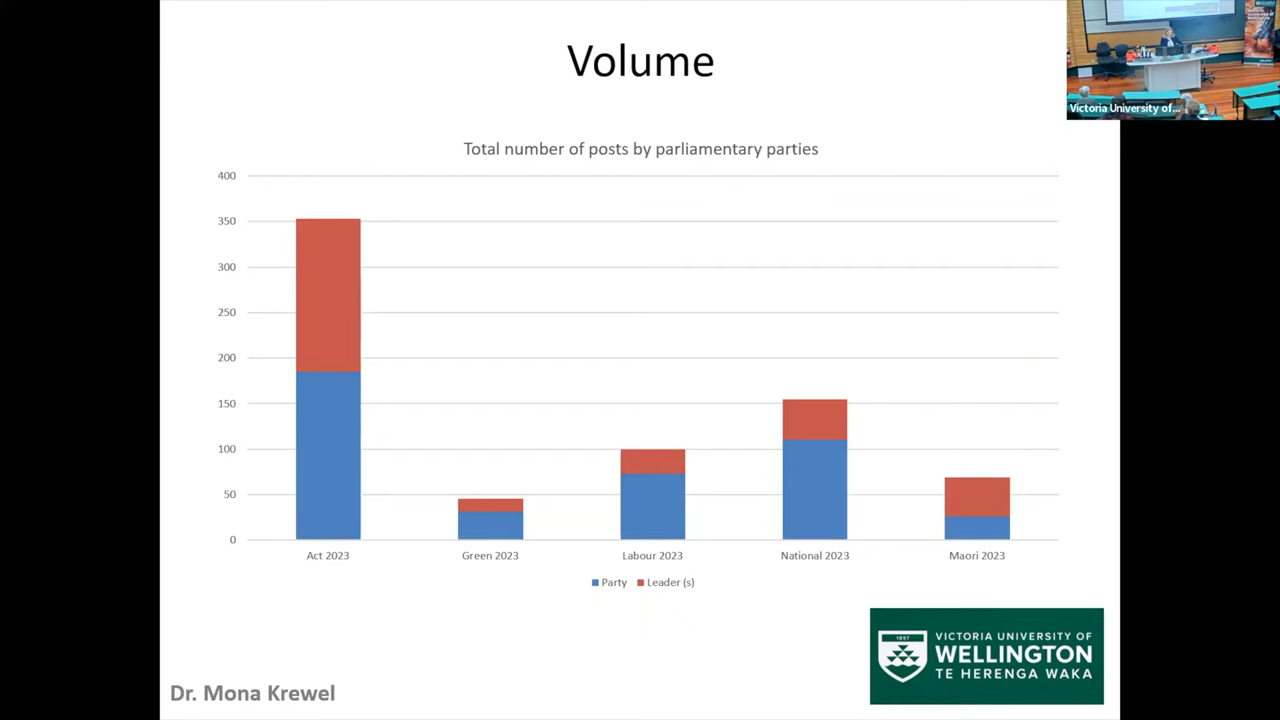 Volume
Victoria University of...
Total number of posts by parliamentary parties
400
350
300
250
200
150
100
50
0
Act 2023
Green 2023
Labour 2023
National 2023
Maori 2023
Party
Leader (s)
1897
VICTORIA UNIVERSITY OF
WELLINGTON
TE HERENGA WAKA
Dr. Mona Krewel